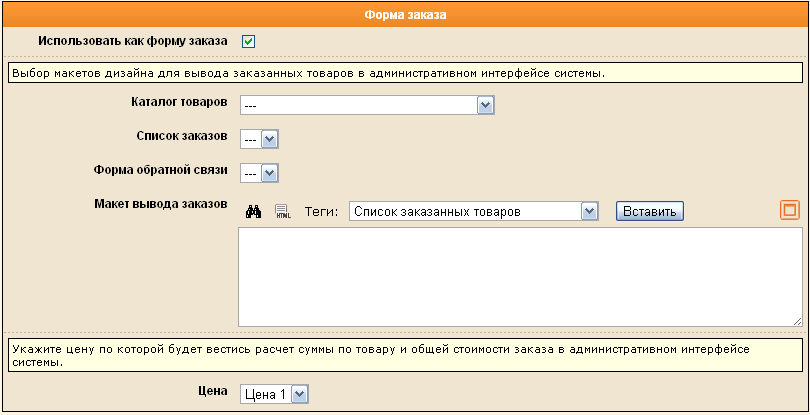 Форма заказа
Использовать как форму заказа
Выбор макетов дизайна для вывода заказанных товаров в административном интерфейсе системы.
Каталог товаров ---
Список заказов ---
Форма обратной связи ---
Макет вывода заказов HTML Теги: Список заказанных товаров Вставить
Укажите цену по которой будет вестись расчет суммы по товару и общей стоимости заказа в административном интерфейсе
системы.
Цена Цена 1